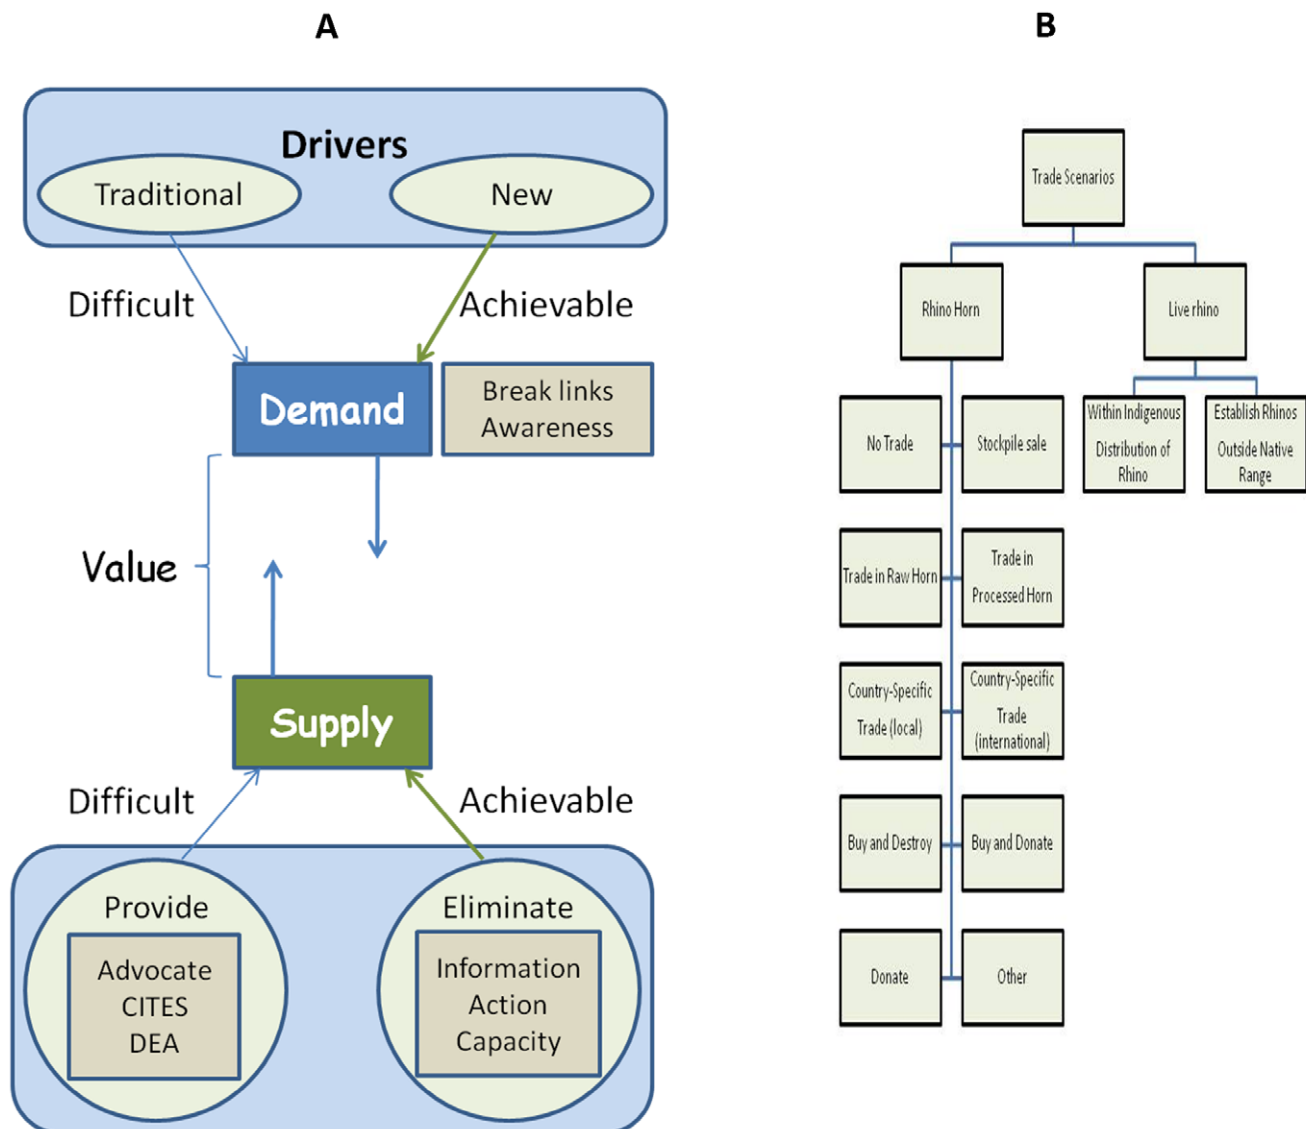 A
Drivers
Traditional
New
Difficult
Achievable
Demand
Break links
Awareness
Value
Supply
Difficult
Achievable
Provide
Advocate
CITES
DEA
Eliminate
Information
Action
Capacity
B
Trade Scenarios
Rhino Horn
Live rhino
No Trade
Stockpile sale
Within Indigenous
Distribution of
Rhino
Establish Rhinos
Outside Native
Range
Trade in Raw Horn
Trade in
Processed Horn
Country-Specific
Trade (local)
Country-Specific
Trade
(international)
Buy and Destroy
Buy and Donate
Donate
Other